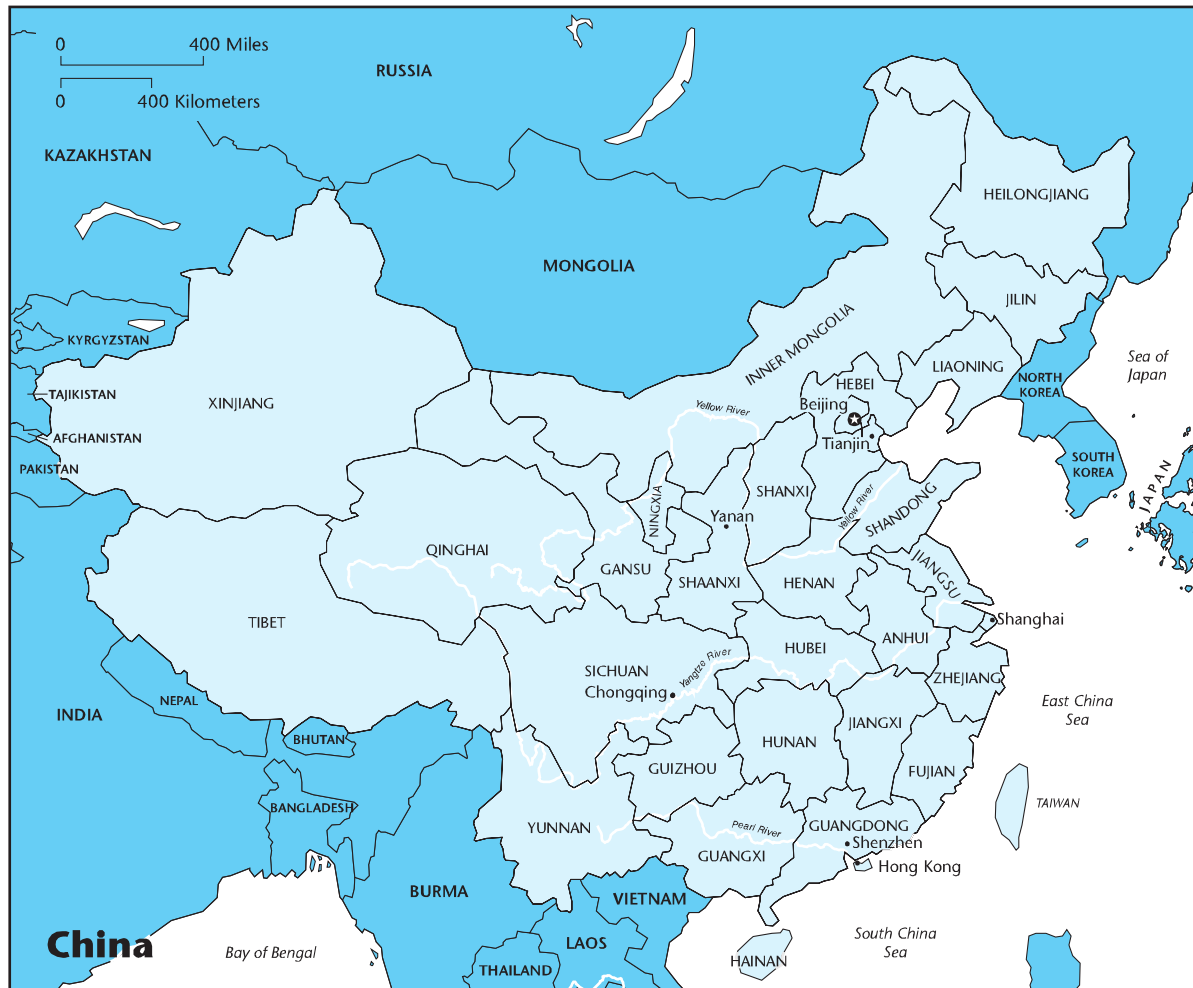 0 400 Miles
0 400 Kilometers
RUSSIA
KAZAKHSTAN
HEILONGJIANG
MONGOLIA
JILIN
INNER MONGOLIA
KYRGYZSTAN
Sea of
Japan
LIAONING
HEBEI
NORTH
KOREA
TAJIKISTAN
XINJIANG
Beijing
Yellow River
AFGHANISTAN
Tianjin
SOUTH
KOREA
PAKISTAN
JAPAN
SHANXI
NINGXIA
Yellow River
SHANDONG
Yanan
QINGHAI
GANSU
SHAANXI
HENAN
JIANGSU
TIBET
Shanghai
ANHUI
HUBEI
Yangtze River
SICHUAN
Chongqing
ZHEJIANG
NEPAL
INDIA
East China
Sea
JIANGXI
BHUTAN
HUNAN
GUIZHOU
FUJIAN
BANGLADESH
TAIWAN
YUNNAN
Pearl River
GUANGDONG
Shenzhen
GUANGXI
Hong Kong
BURMA
VIETNAM
China
Bay of Bengal
LAOS
South China
Sea
HAINAN
THAILAND